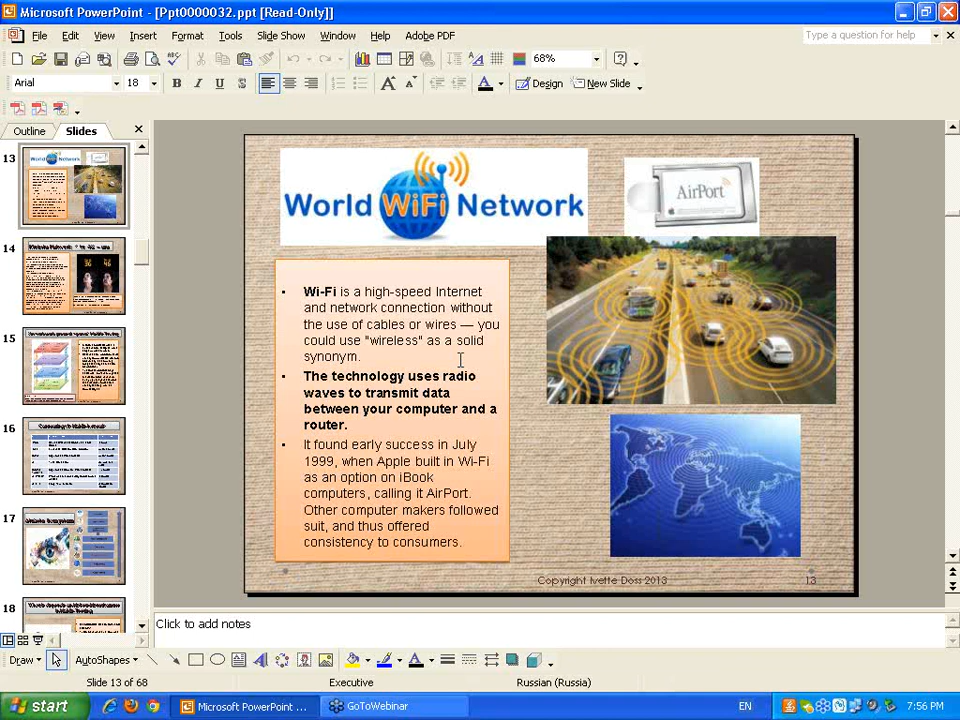 Microsoft PowerPoint - [Ppt0000032.ppt [Read-Only]]
File Edit View Insert Format Tools Slide Show Window Help Adobe PDF
Type a question for help
68%
Arial 18 B I U S A A A Design New Slide
Outline Slides
13
14
15
16
17
18
World WiFi Network
AirPort
• Wi-Fi is a high-speed Internet
and network connection without
the use of cables or wires — you
could use "wireless" as a solid
synonym.
• The technology uses radio
waves to transmit data
between your computer and a
router.
• It found early success in July
1999, when Apple built in Wi-Fi
as an option on iBook
computers, calling it AirPort.
Other computer makers followed
suit, and thus offered
consistency to consumers.
Copyright Ivette Doss 2013
13
Click to add notes
Draw AutoShapes
Slide 13 of 68 Executive Russian (Russia)
start Microsoft PowerPoint ... GoToWebinar EN 7:56 PM